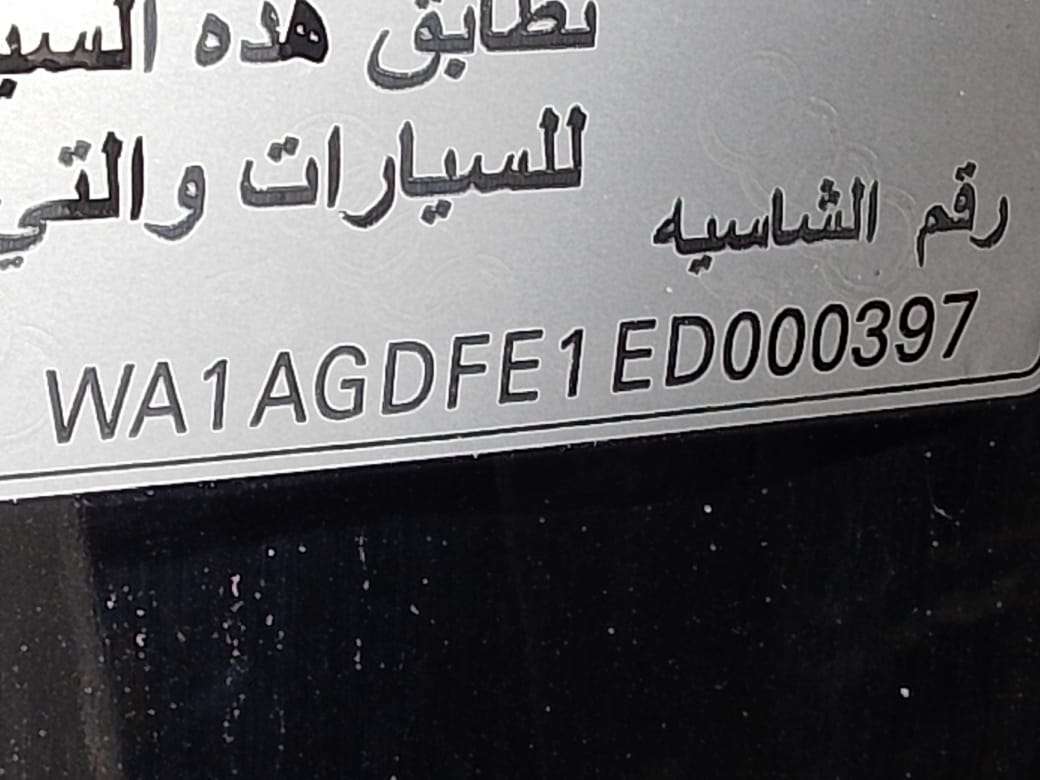 تطابق هذه
للسيارات والتي
رقم الشاسيه
WA1AGDFE1ED000397